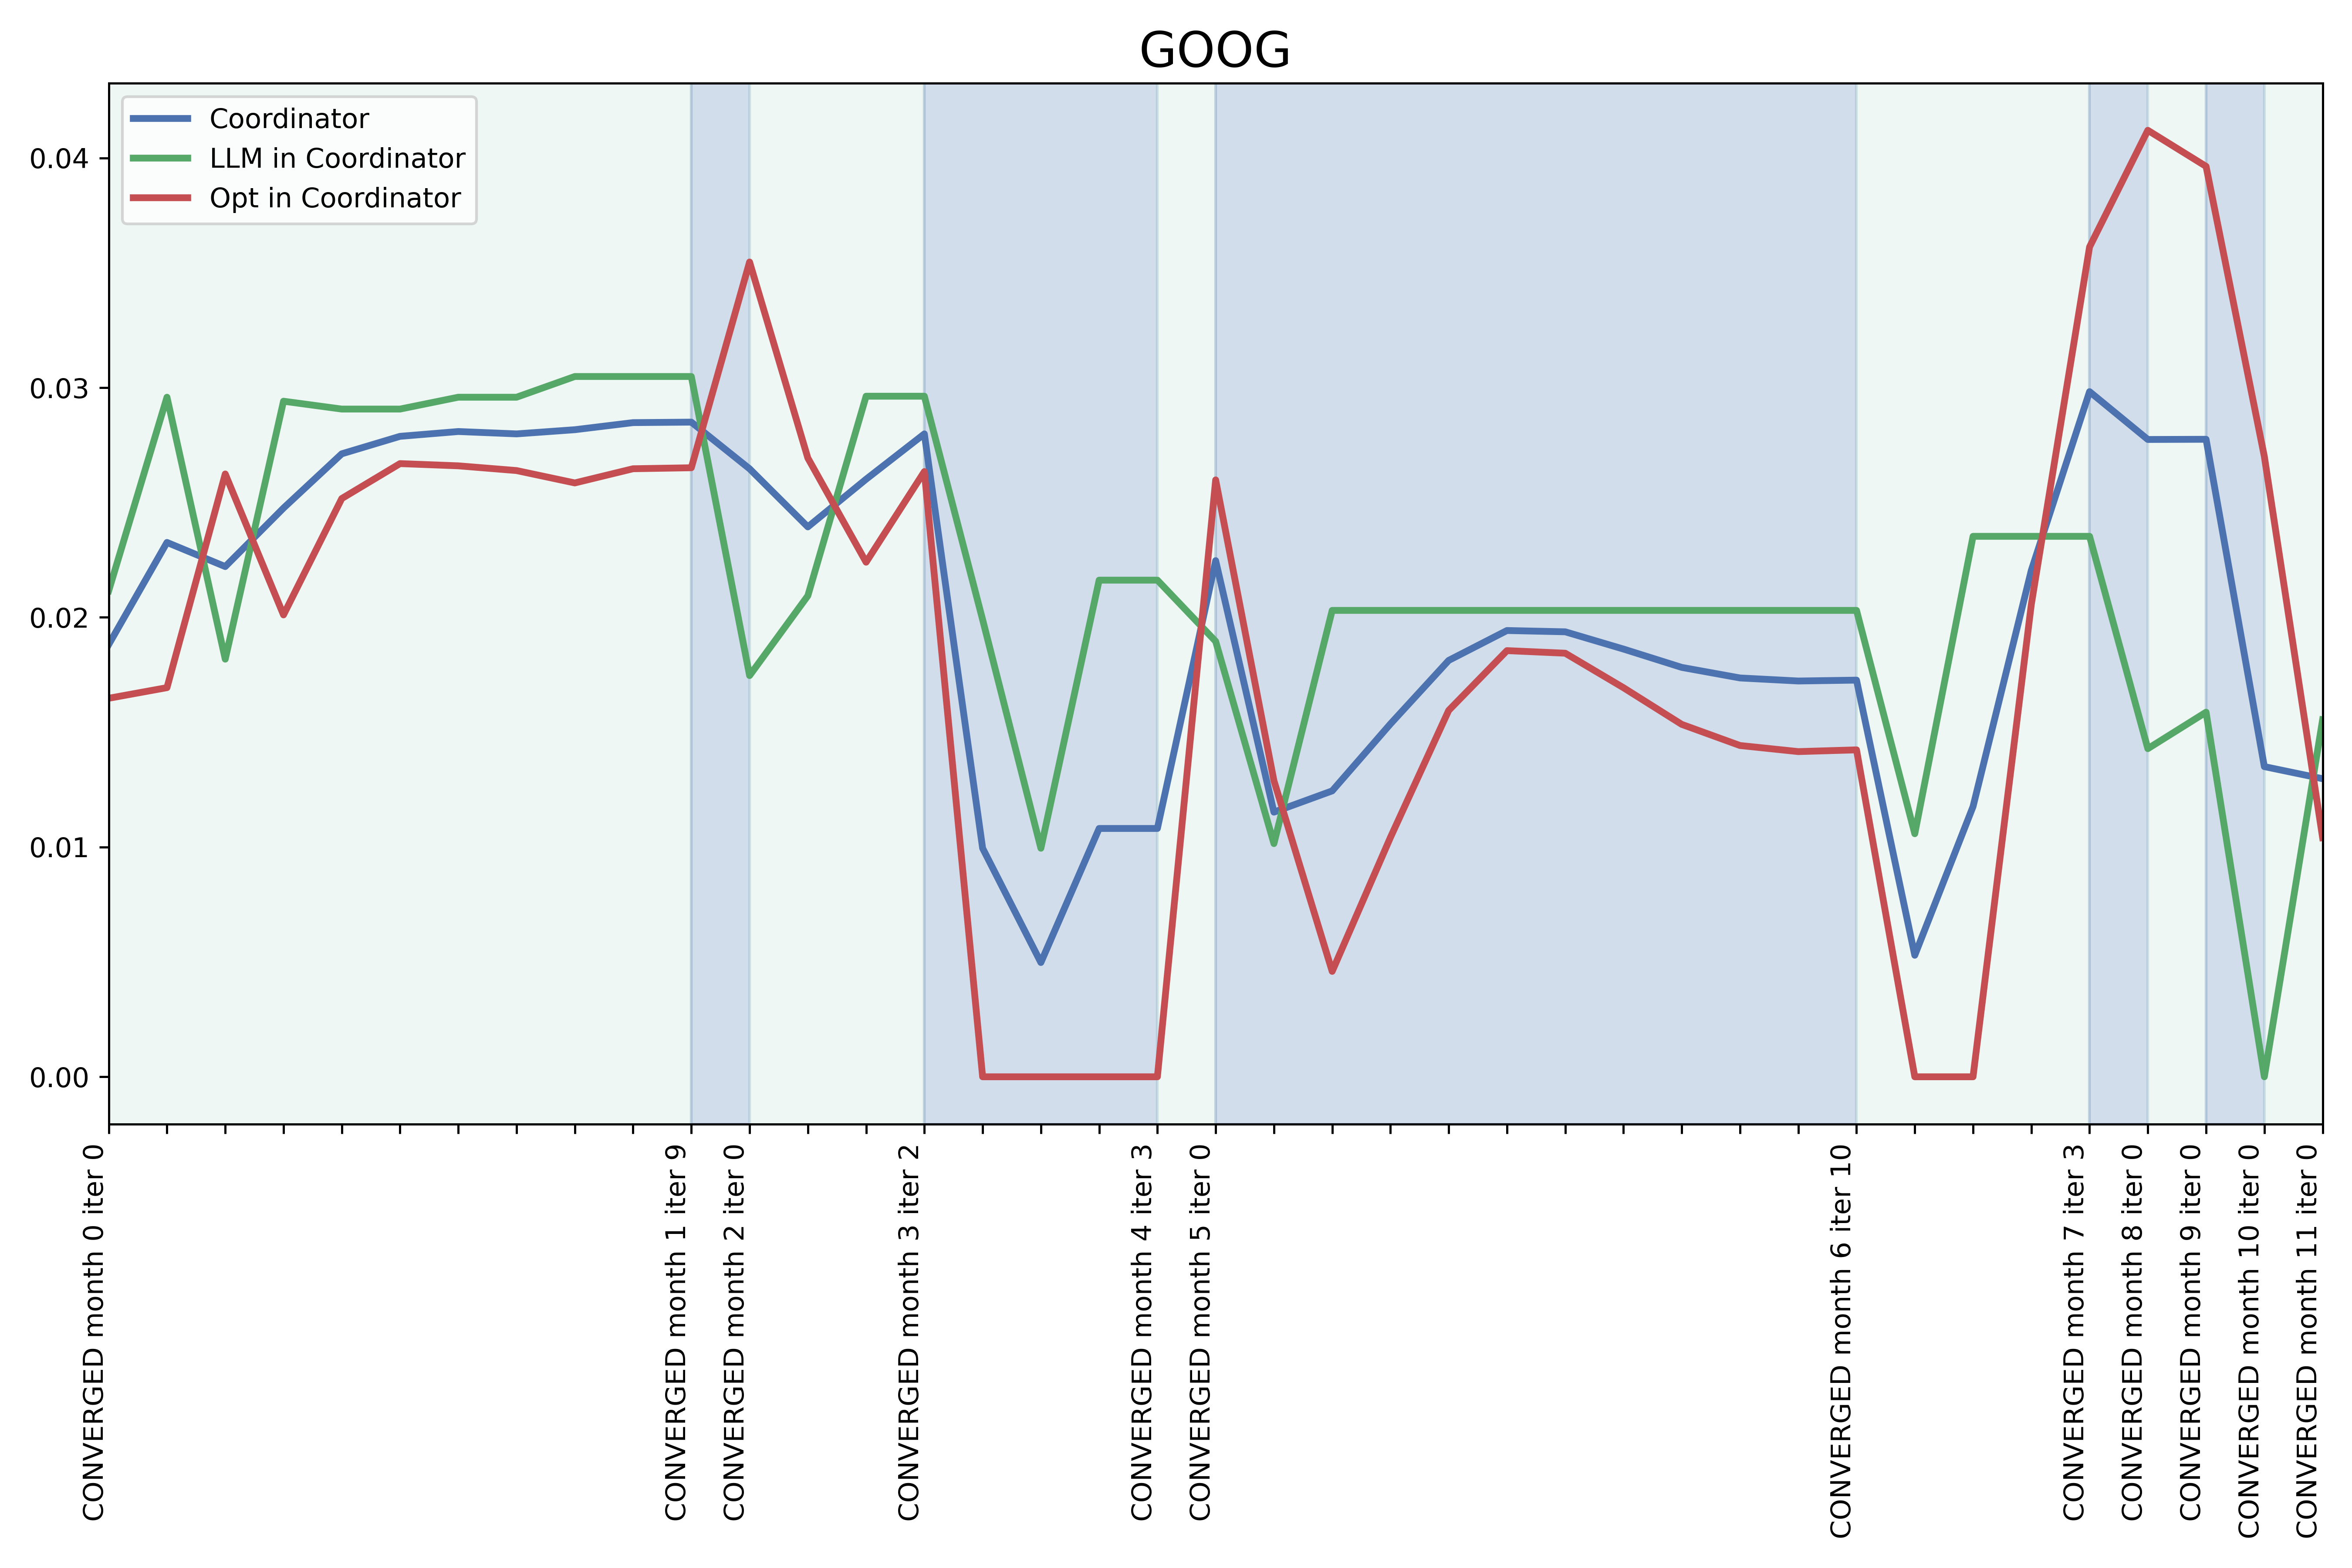 GOOG
Coordinator
LLM in Coordinator
Opt in Coordinator
0.04
0.03
0.02
0.01
0.00
CONVERGED month 0 iter 0
CONVERGED month 1 iter 9
CONVERGED month 2 iter 0
CONVERGED month 3 iter 2
CONVERGED month 4 iter 3
CONVERGED month 5 iter 0
CONVERGED month 6 iter 10
CONVERGED month 7 iter 3
CONVERGED month 8 iter 0
CONVERGED month 9 iter 0
CONVERGED month 10 iter 0
CONVERGED month 11 iter 0